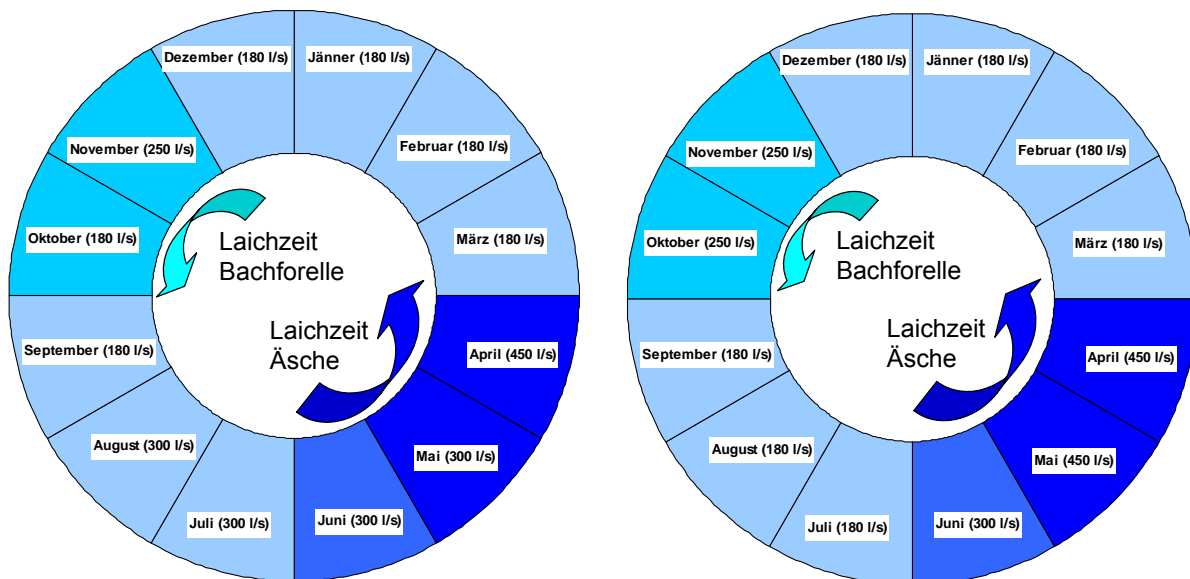 Dezember (180 l/s)
Jänner (180 l/s)
Februar (180 l/s)
März (180 l/s)
April (450 l/s)
Mai (300 l/s)
Juni (300 l/s)
Juli (300 l/s)
August (300 l/s)
September (180 l/s)
Oktober (180 l/s)
November (250 l/s)
Laichzeit
Bachforelle
Laichzeit
Äsche
Dezember (180 l/s)
Jänner (180 l/s)
Februar (180 l/s)
März (180 l/s)
April (450 l/s)
Mai (450 l/s)
Juni (300 l/s)
Juli (180 l/s)
August (180 l/s)
September (180 l/s)
Oktober (250 l/s)
November (250 l/s)
Laichzeit
Bachforelle
Laichzeit
Äsche